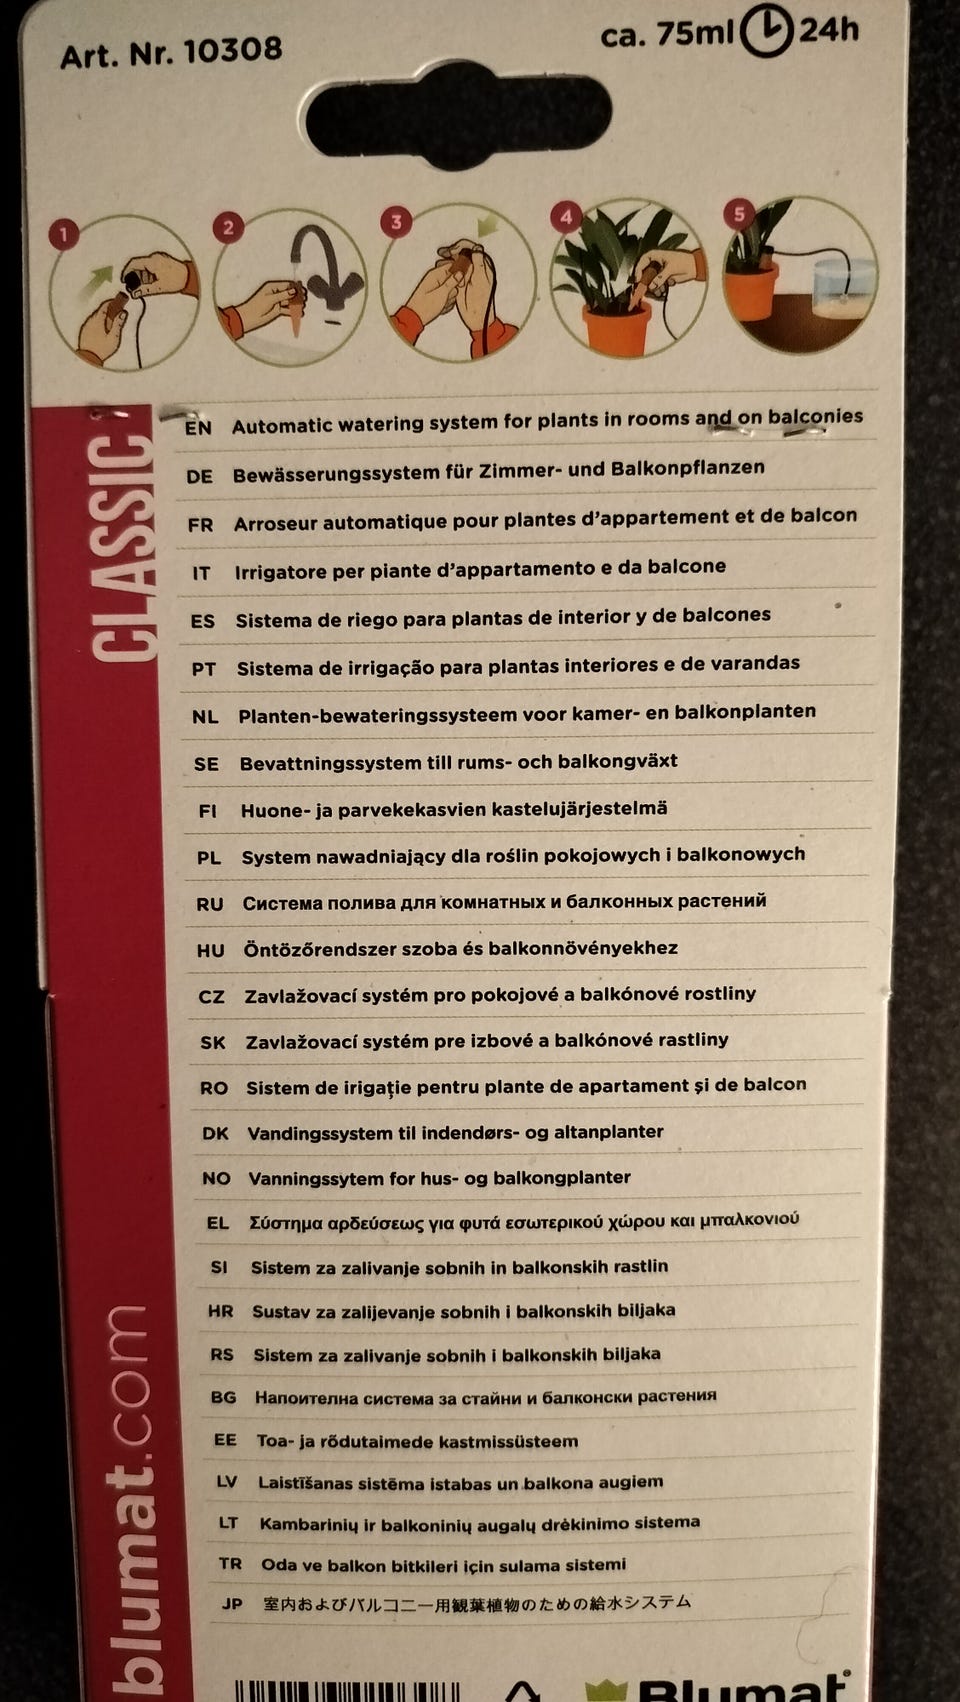 Art. Nr. 10308
ca. 75ml 24h
1 2 3 4 5
CLASSIC
EN Automatic watering system for plants in rooms and on balconies
DE Bewässerungssystem für Zimmer- und Balkonpflanzen
FR Arroseur automatique pour plantes d'appartement et de balcon
IT Irrigatore per piante d'appartamento e da balcone
ES Sistema de riego para plantas de interior y de balcones
PT Sistema de irrigação para plantas interiores e de varandas
NL Planten-bewateringssysteem voor kamer- en balkonplanten
SE Bevattningssystem till rums- och balkongväxt
FI Huone- ja parvekekasvien kastelujärjestelmä
PL System nawadniający dla roślin pokojowych i balkonowych
RU Система полива для комнатных и балконных растений
HU Öntözőrendszer szoba és balkonnövényekhez
CZ Zavlažovací systém pro pokojové a balkónové rostliny
SK Zavlažovací systém pre izbové a balkónové rastliny
RO Sistem de irigație pentru plante de apartament și de balcon
DK Vandingssystem til indendørs- og altanplanter
NO Vanningssytem for hus- og balkongplanter
EL Σύστημα αρδεύσεως για φυτά εσωτερικού χώρου και μπαλκονιού
SI Sistem za zalivanje sobnih in balkonskih rastlin
HR Sustav za zalijevanje sobnih i balkonskih biljaka
RS Sistem za zalivanje sobnih i balkonskih biljaka
BG Напоителна система за стайни и балконски растения
EE Toa- ja rõdutaimede kastmissüsteem
LV Laistīšanas sistēma istabas un balkona augiem
LT Kambarinių ir balkoninių augalų drėkinimo sistema
TR Oda ve balkon bitkileri için sulama sistemi
JP 室内およびバルコニー用観葉植物のための給水システム
blumat.com
Blumat